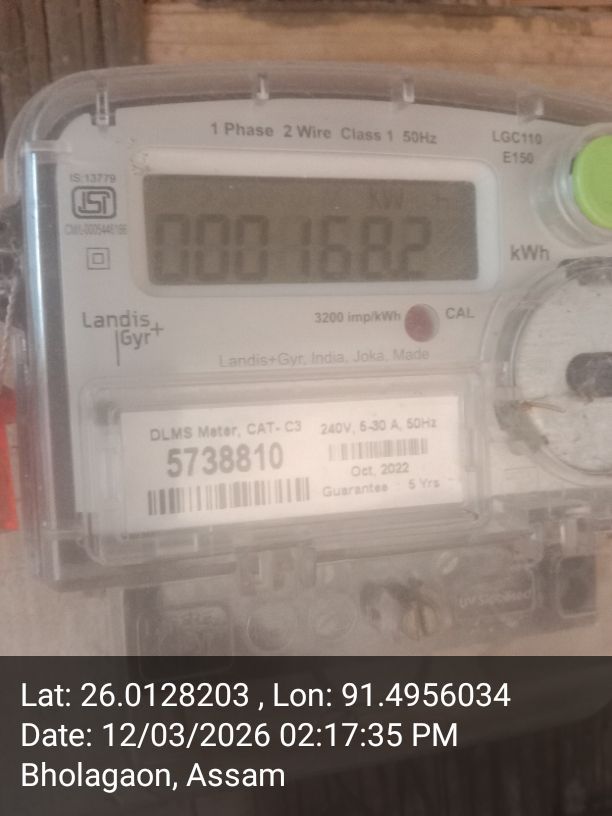 1 Phase 2 Wire Class 1 50Hz
LGC110
E150
IS:13779
kW
0001682
kWh
Landis
Gyr+
3200 imp/kWh
CAL
Landis+Gyr, India, Joka, Made
DLMS Meter, CAT- C3
240V, 5-30 A, 50Hz
5738810
Oct. 2022
Guarantee - 5 Yrs
Lat: 26.0128203 , Lon: 91.4956034
Date: 12/03/2026 02:17:35 PM
Bholagaon, Assam